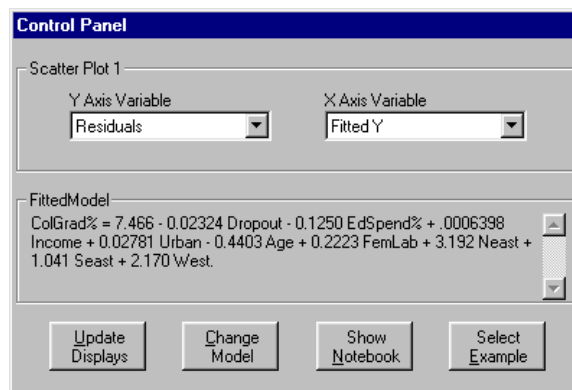 Control Panel
Scatter Plot 1
Y Axis Variable
X Axis Variable
Residuals
Fitted Y
FittedModel
ColGrad% = 7.466 - 0.02324 Dropout - 0.1250 EdSpend% + .0006398
Income + 0.02781 Urban - 0.4403 Age + 0.2223 FemLab + 3.192 Neast +
1.041 Seast + 2.170 West.
Update
Displays
Change
Model
Show
Notebook
Select
Example